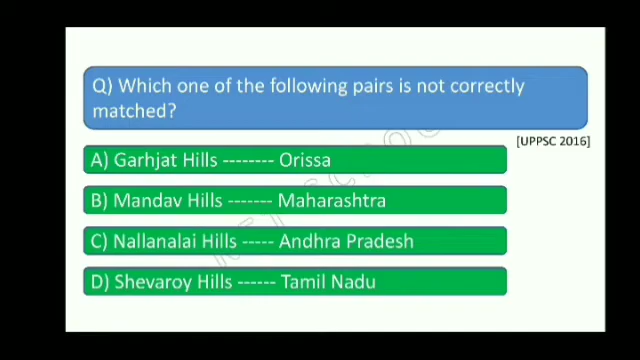 Q) Which one of the following pairs is not correctly
matched?
[UPPSC 2016]
A) Garhjat Hills -------- Orissa
B) Mandav Hills ------- Maharashtra
C) Nallanalai Hills ----- Andhra Pradesh
D) Shevaroy Hills ------ Tamil Nadu